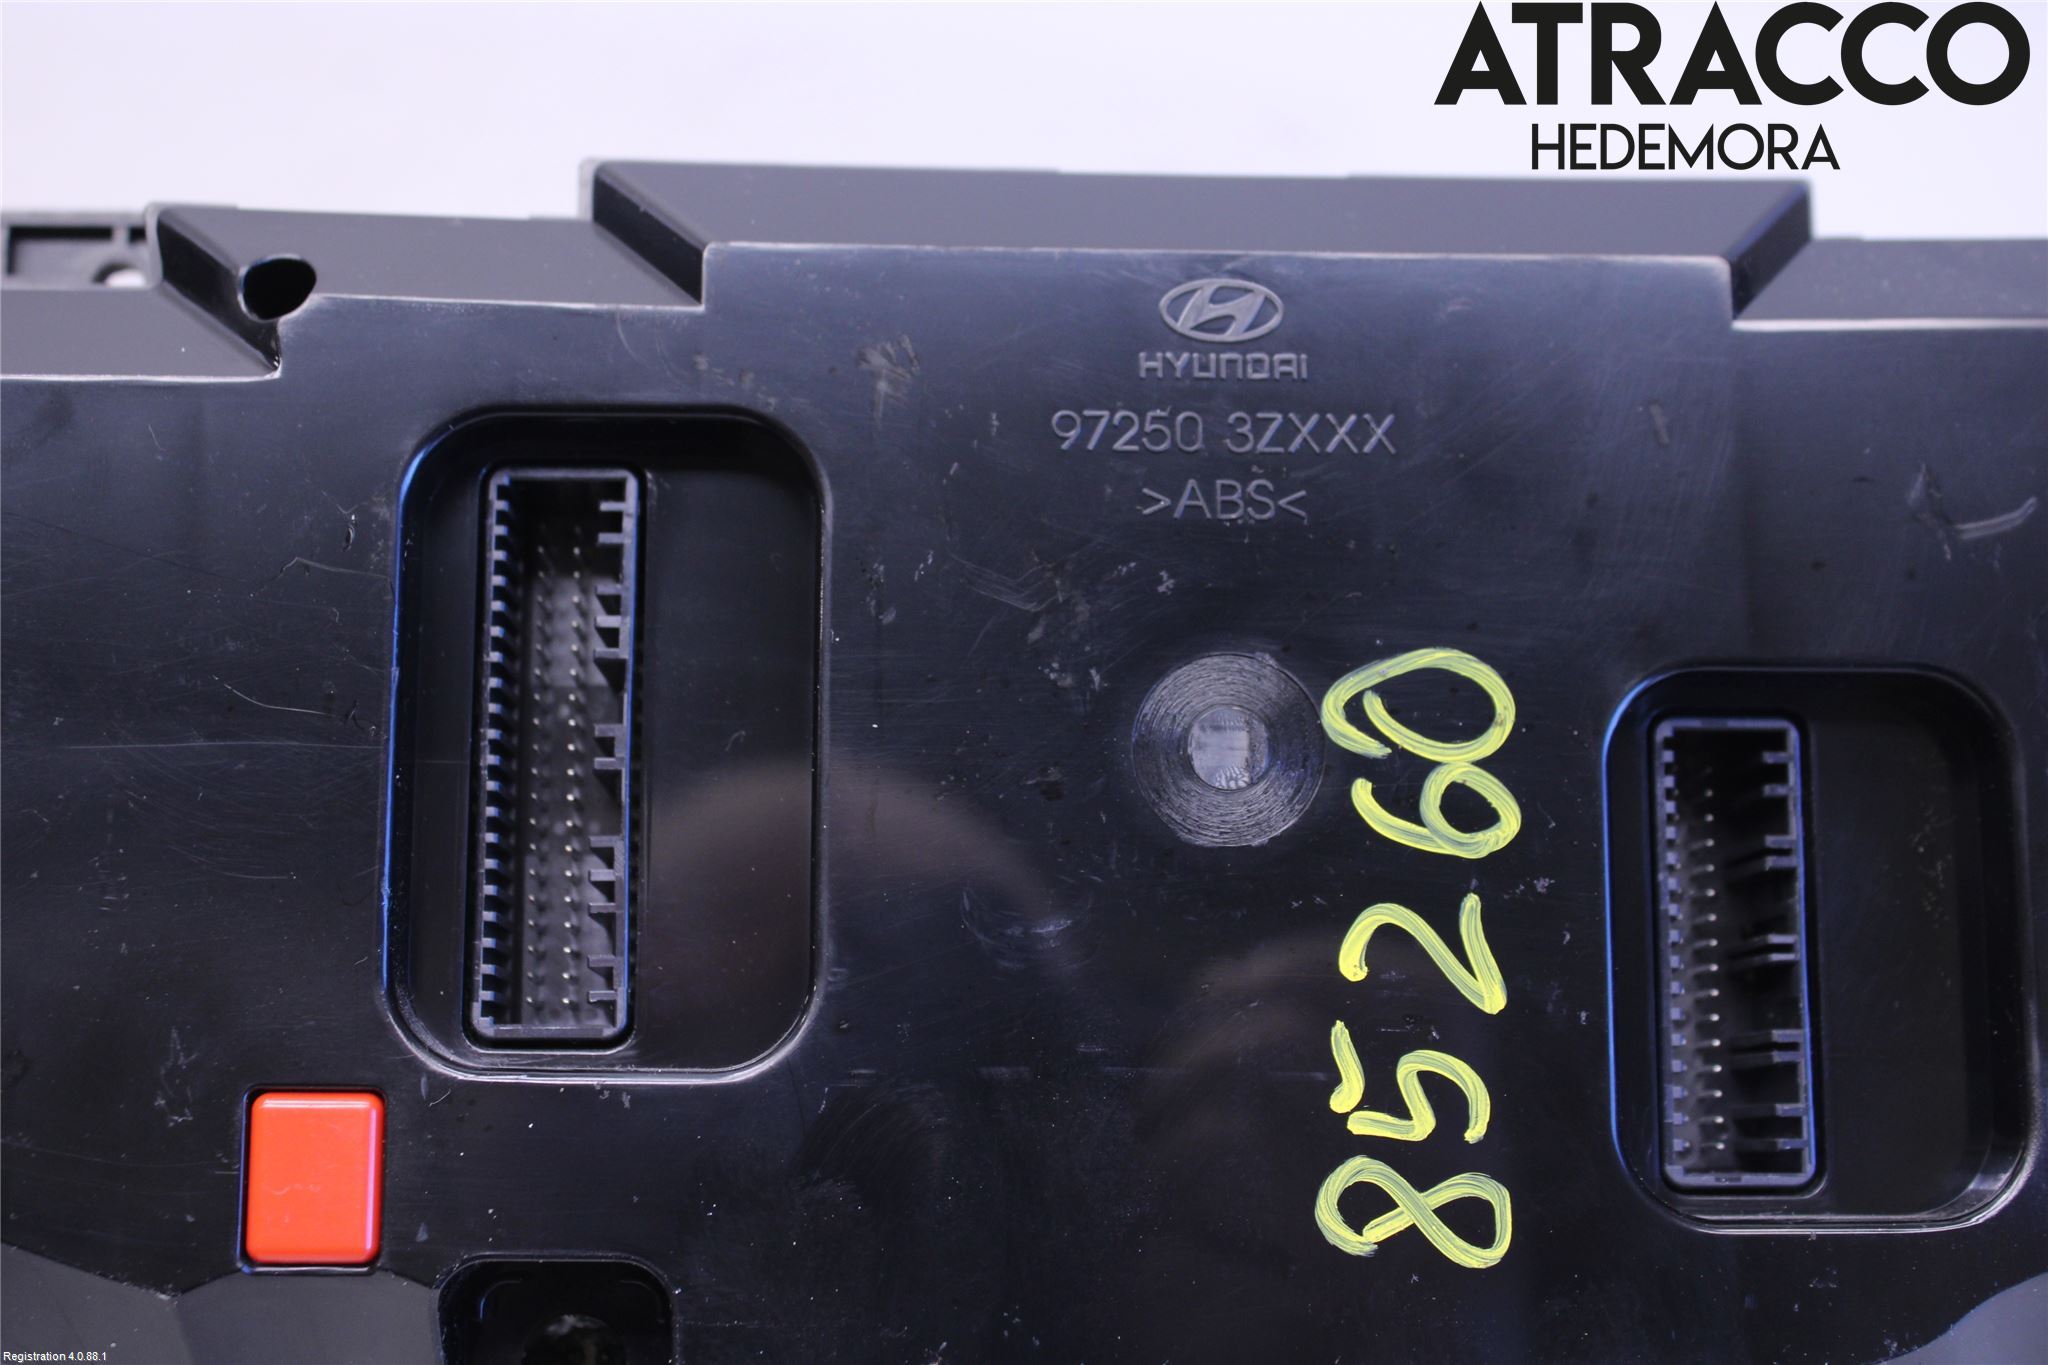 ATRACCO
HEDEMORA
HYUNDAI
97250 3ZXXX
>ABS<
85260
Registration 4.0.88.1